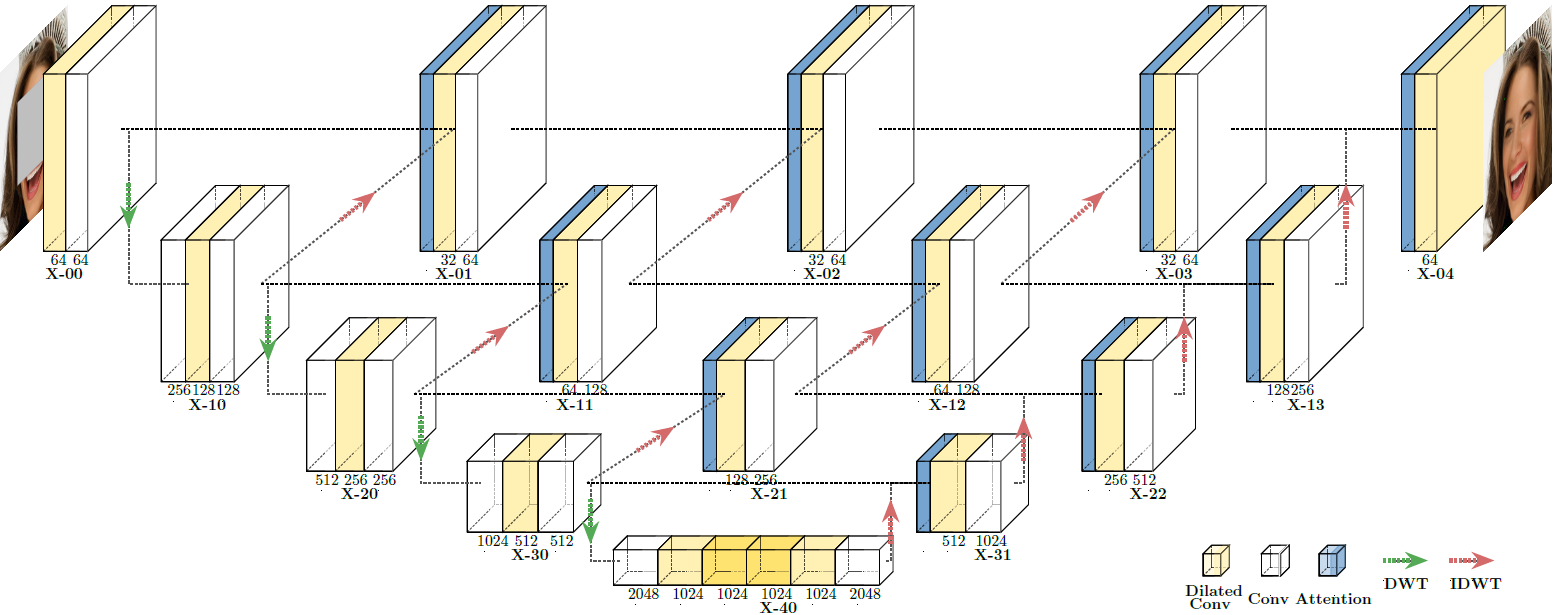 64 64
X-00
32 64
X-01
32 64
X-02
32 64
X-03
64
X-04
256 128 128
X-10
64 128
X-11
64 128
X-12
128 256
X-13
512 256 256
X-20
128 256
X-21
256 512
X-22
1024 512 512
X-30
512 1024
X-31
2048 1024 1024 1024 1024 2048
X-40
Dilated
Conv
Conv
Attention
DWT
IDWT